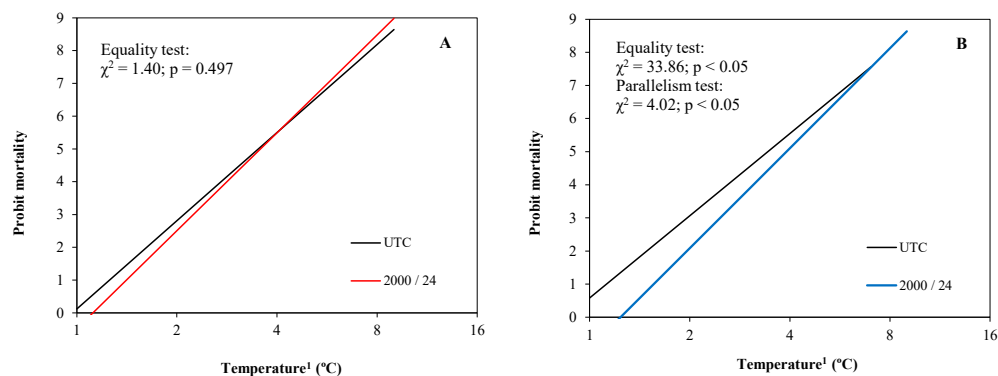 A
Equality test:
χ² = 1.40; p = 0.497
Probit mortality
9
8
7
6
5
4
3
2
1
0
UTC
2000 / 24
1
2
4
8
16
Temperature¹ (ºC)
B
Equality test:
χ² = 33.86; p < 0.05
Parallelism test:
χ² = 4.02; p < 0.05
Probit mortality
9
8
7
6
5
4
3
2
1
0
UTC
2000 / 24
1
2
4
8
16
Temperature¹ (ºC)